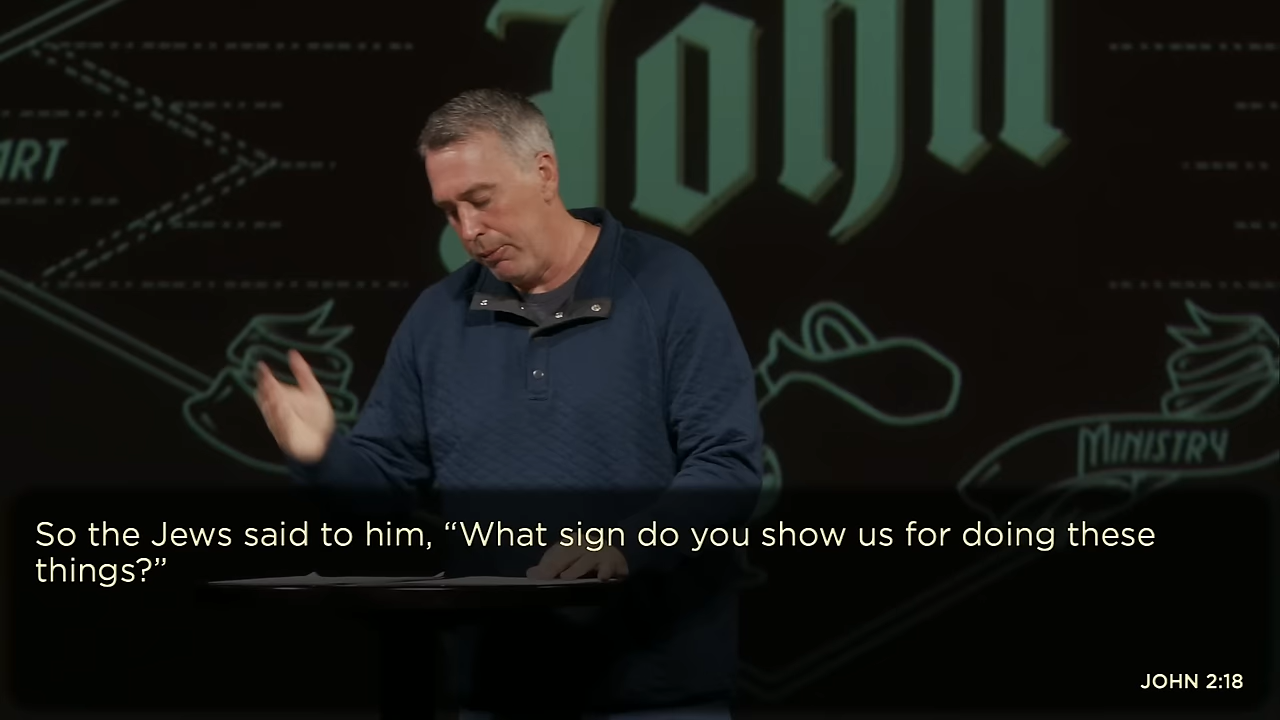 John
MINISTRY
So the Jews said to him, “What sign do you show us for doing these
things?”
JOHN 2:18